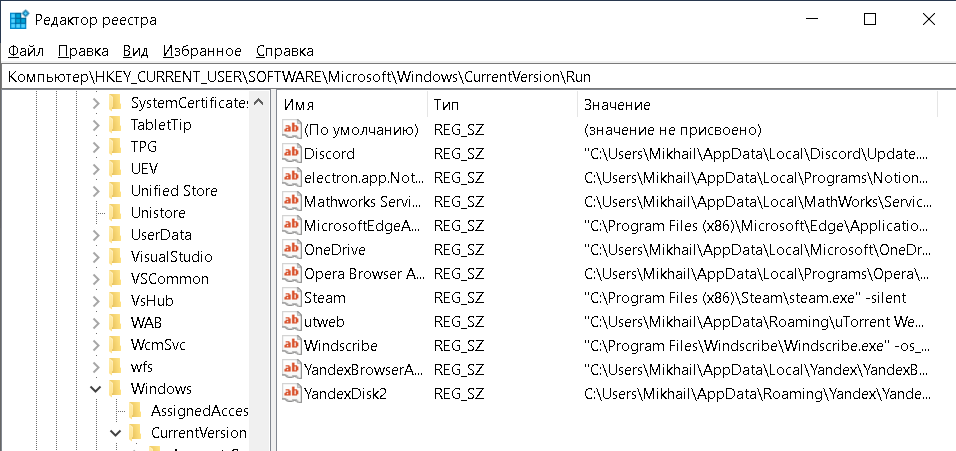 Редактор реестра
Файл Правка Вид Избранное Справка
Компьютер\HKEY_CURRENT_USER\SOFTWARE\Microsoft\Windows\CurrentVersion\Run
SystemCertificates
TabletTip
TPG
UEV
Unified Store
Unistore
UserData
VisualStudio
VSCommon
VsHub
WAB
WcmSvc
wfs
Windows
AssignedAcces
CurrentVersion
Имя Тип Значение
(По умолчанию) REG_SZ (значение не присвоено)
Discord REG_SZ "C:\Users\Mikhail\AppData\Local\Discord\Update....
electron.app.Not... REG_SZ C:\Users\Mikhail\AppData\Local\Programs\Notion...
Mathworks Servic... REG_SZ C:\Users\Mikhail\AppData\Local\MathWorks\Servic...
MicrosoftEdgeA... REG_SZ "C:\Program Files (x86)\Microsoft\Edge\Applicatio...
OneDrive REG_SZ "C:\Users\Mikhail\AppData\Local\Microsoft\OneDr...
Opera Browser A... REG_SZ C:\Users\Mikhail\AppData\Local\Programs\Opera\...
Steam REG_SZ "C:\Program Files (x86)\Steam\steam.exe" -silent
utweb REG_SZ "C:\Users\Mikhail\AppData\Roaming\uTorrent We...
Windscribe REG_SZ "C:\Program Files\Windscribe\Windscribe.exe" -os_...
YandexBrowserA... REG_SZ "C:\Users\Mikhail\AppData\Local\Yandex\YandexB...
YandexDisk2 REG_SZ C:\Users\Mikhail\AppData\Roaming\Yandex\Yande...